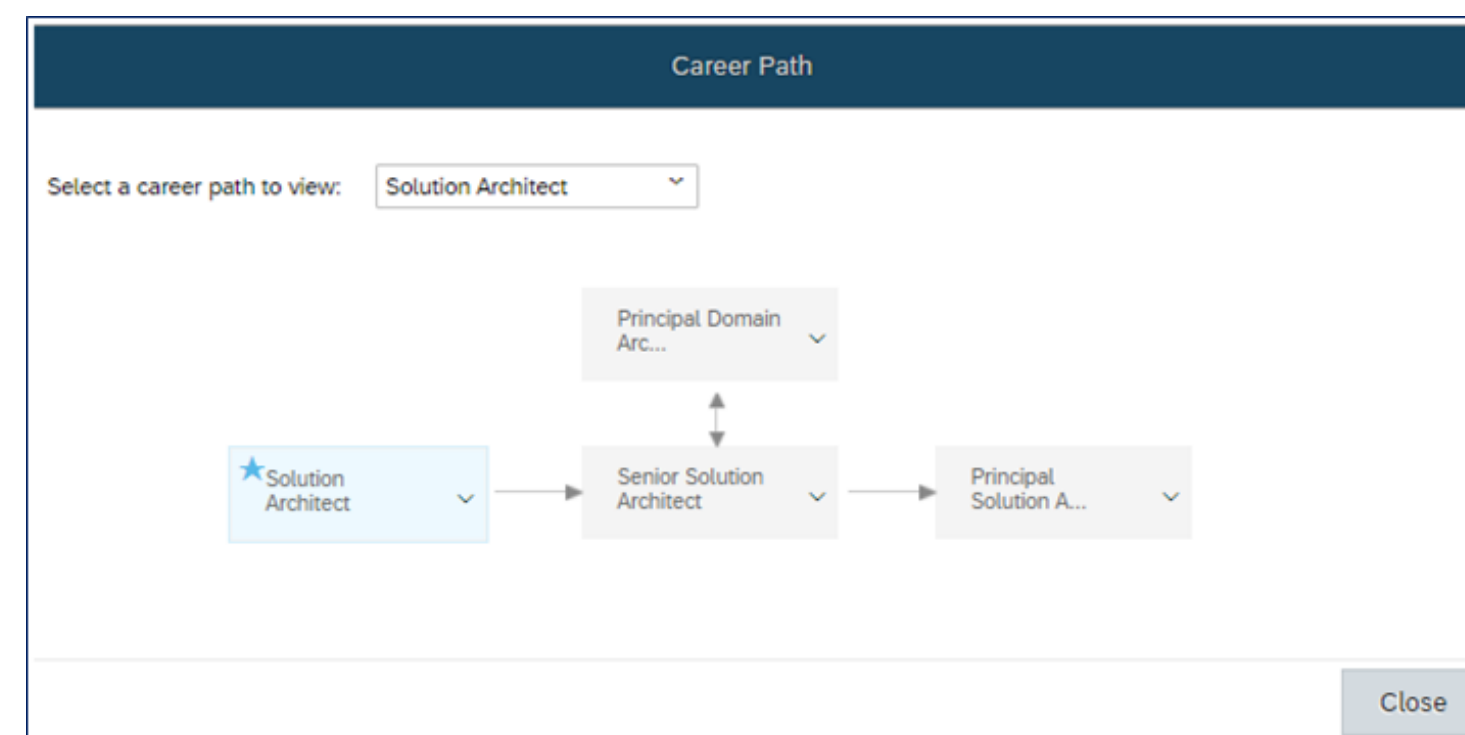 Career Path
Select a career path to view:
Solution Architect
Principal Domain
Arc...
Solution
Architect
Senior Solution
Architect
Principal
Solution A...
Close